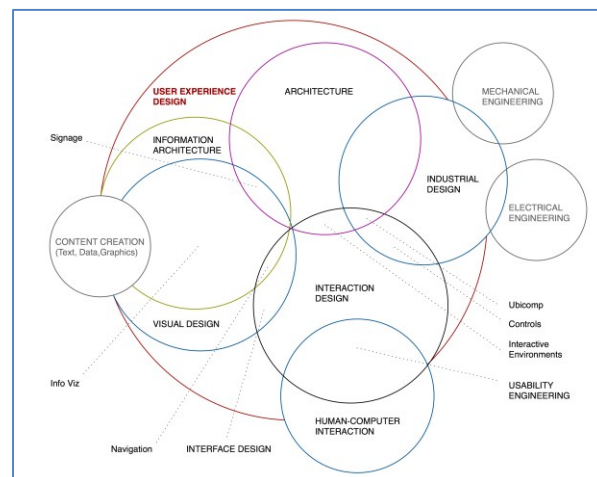 USER EXPERIENCE
DESIGN
ARCHITECTURE
MECHANICAL
ENGINEERING
Signage
INFORMATION
ARCHITECTURE
INDUSTRIAL
DESIGN
ELECTRICAL
ENGINEERING
CONTENT CREATION
(Text, Data,Graphics)
INTERACTION
DESIGN
Ubicomp
VISUAL DESIGN
Controls
Interactive
Environments
Info Viz
USABILITY
ENGINEERING
HUMAN-COMPUTER
INTERACTION
Navigation
INTERFACE DESIGN